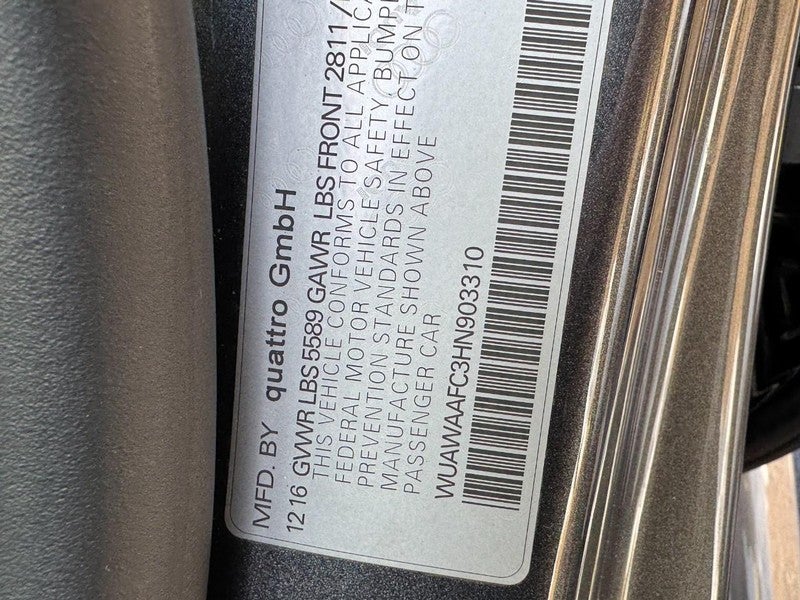 MFD. BY quattro GmbH
12 16 GVWR LBS 5589 GAWR LBS FRONT 2811 /
THIS VEHICLE CONFORMS TO ALL APPLICA
FEDERAL MOTOR VEHICLE SAFETY BUMP
PREVENTION STANDARDS IN EFFECT ON T
MANUFACTURE SHOWN ABOVE
PASSENGER CAR
WUAWAAFC3HN903310